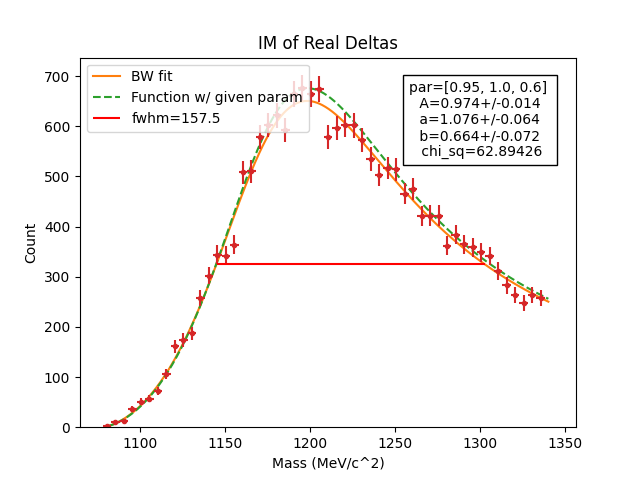 IM of Real Deltas
BW fit
Function w/ given param
fwhm=157.5
par=[0.95, 1.0, 0.6]
A=0.974+/-0.014
a=1.076+/-0.064
b=0.664+/-0.072
chi_sq=62.89426
Count
700
600
500
400
300
200
100
0
1100 1150 1200 1250 1300 1350
Mass (MeV/c^2)